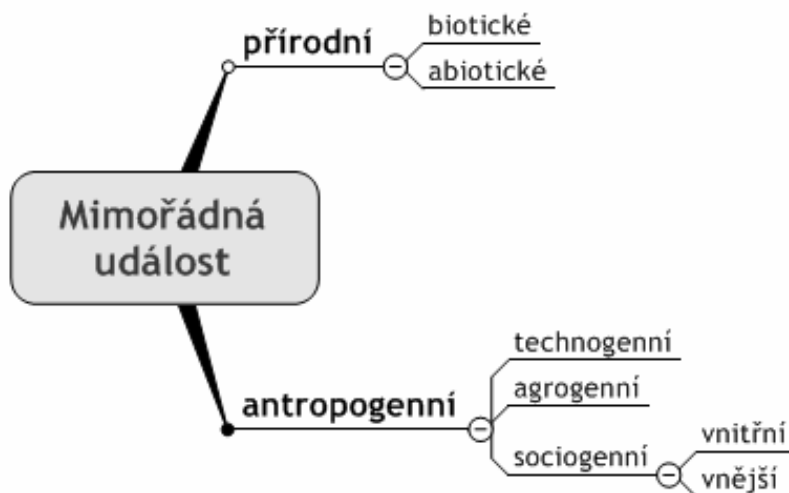 přírodní
biotické
abiotické
Mimořádná
událost
antropogenní
technogenní
agrogenní
sociogenní
vnitřní
vnější